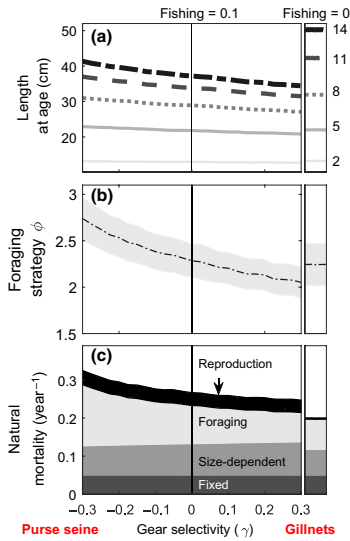 Fishing = 0.1
Fishing = 0
(a)
Length
at age (cm)
50
40
30
20
14
11
8
5
2
(b)
Foraging
strategy ϕ
3
2.5
2
1.5
(c)
Natural
mortality (year⁻¹)
0.3
0.2
0.1
0
Reproduction
Foraging
Size-dependent
Fixed
−0.3 −0.2 −0.1 0 0.1 0.2 0.3
Purse seine
Gear selectivity (γ)
Gillnets